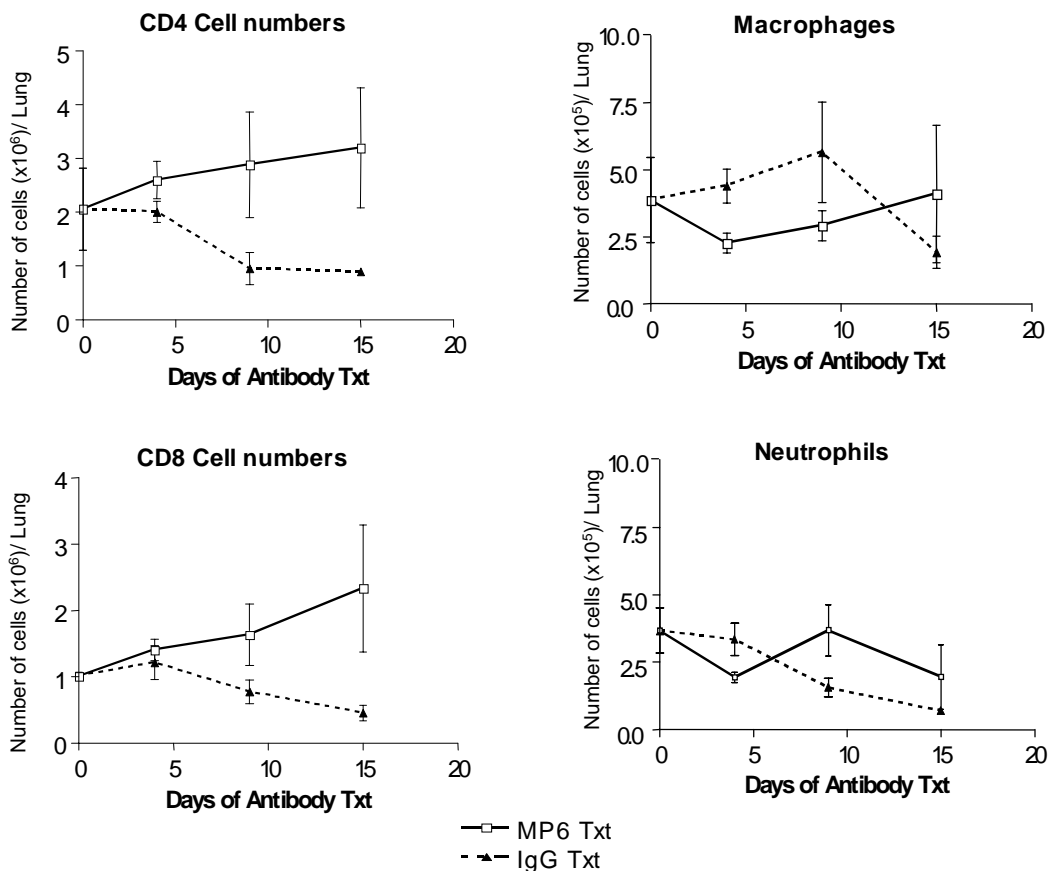 CD4 Cell numbers
Number of cells (x10⁶)/ Lung
5
4
3
2
1
0
0 5 10 15 20
Days of Antibody Txt
Macrophages
Number of cells (x10⁵)/ Lung
10.0
7.5
5.0
2.5
0.0
0 5 10 15 20
Days of Antibody Txt
CD8 Cell numbers
Number of cells (x10⁶)/ Lung
4
3
2
1
0
0 5 10 15 20
Days of Antibody Txt
Neutrophils
Number of cells (x10⁵)/ Lung
10.0
7.5
5.0
2.5
0.0
0 5 10 15 20
Days of Antibody Txt
MP6 Txt
IgG Txt